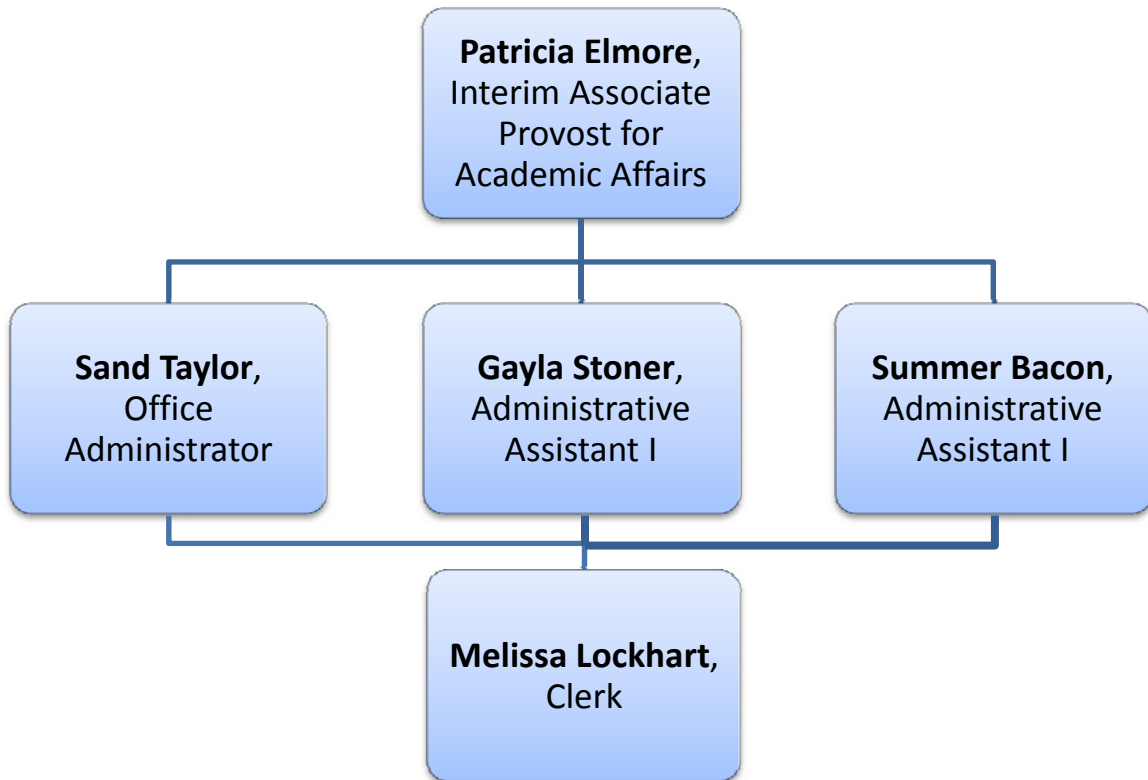 Patricia Elmore,
Interim Associate
Provost for
Academic Affairs
Sand Taylor,
Office
Administrator
Gayla Stoner,
Administrative
Assistant I
Summer Bacon,
Administrative
Assistant I
Melissa Lockhart,
Clerk